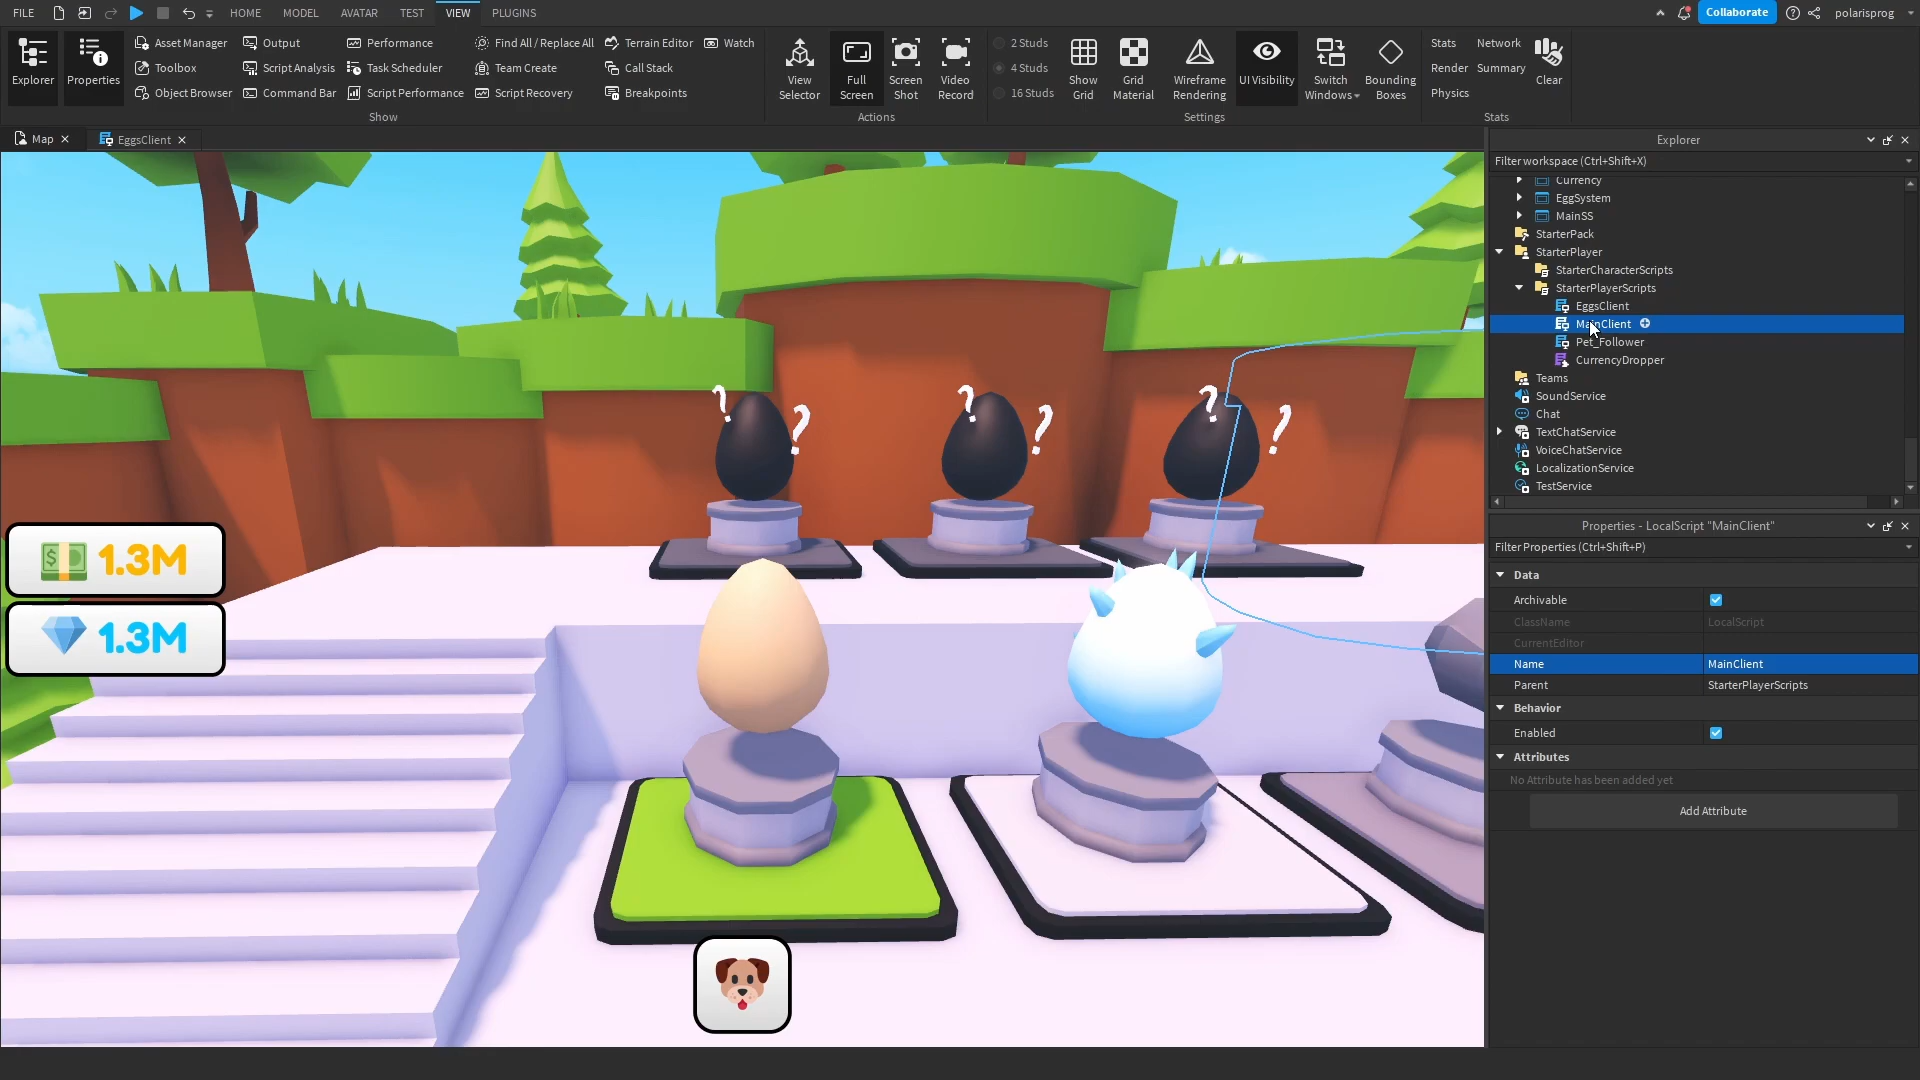 FILE HOME MODEL AVATAR TEST VIEW PLUGINS Collaborate polarisprog
Explorer
Properties
Asset Manager
Toolbox
Object Browser
Output
Script Analysis
Command Bar
Performance
Task Scheduler
Script Performance
Find All / Replace All
Team Create
Script Recovery
Terrain Editor
Call Stack
Breakpoints
Watch
Show
View
Selector
Full
Screen
Screen
Shot
Video
Record
Actions
2 Studs
4 Studs
16 Studs
Show
Grid
Grid
Material
Wireframe
Rendering
UI Visibility
Switch
Windows
Bounding
Boxes
Settings
Stats
Render
Physics
Network
Summary
Clear
Stats
Map
EggsClient
? ? ? ? ? ?
$ 1.3M
1.3M
Explorer
Filter workspace (Ctrl+Shift+X)
Currency
EggSystem
MainSS
StarterPack
StarterPlayer
StarterCharacterScripts
StarterPlayerScripts
EggsClient
MainClient
Pet_Follower
CurrencyDropper
Teams
SoundService
Chat
TextChatService
VoiceChatService
LocalizationService
TestService
Properties - LocalScript "MainClient"
Filter Properties (Ctrl+Shift+P)
Data
Archivable
ClassName LocalScript
CurrentEditor
Name MainClient
Parent StarterPlayerScripts
Behavior
Enabled
Attributes
No Attribute has been added yet
Add Attribute